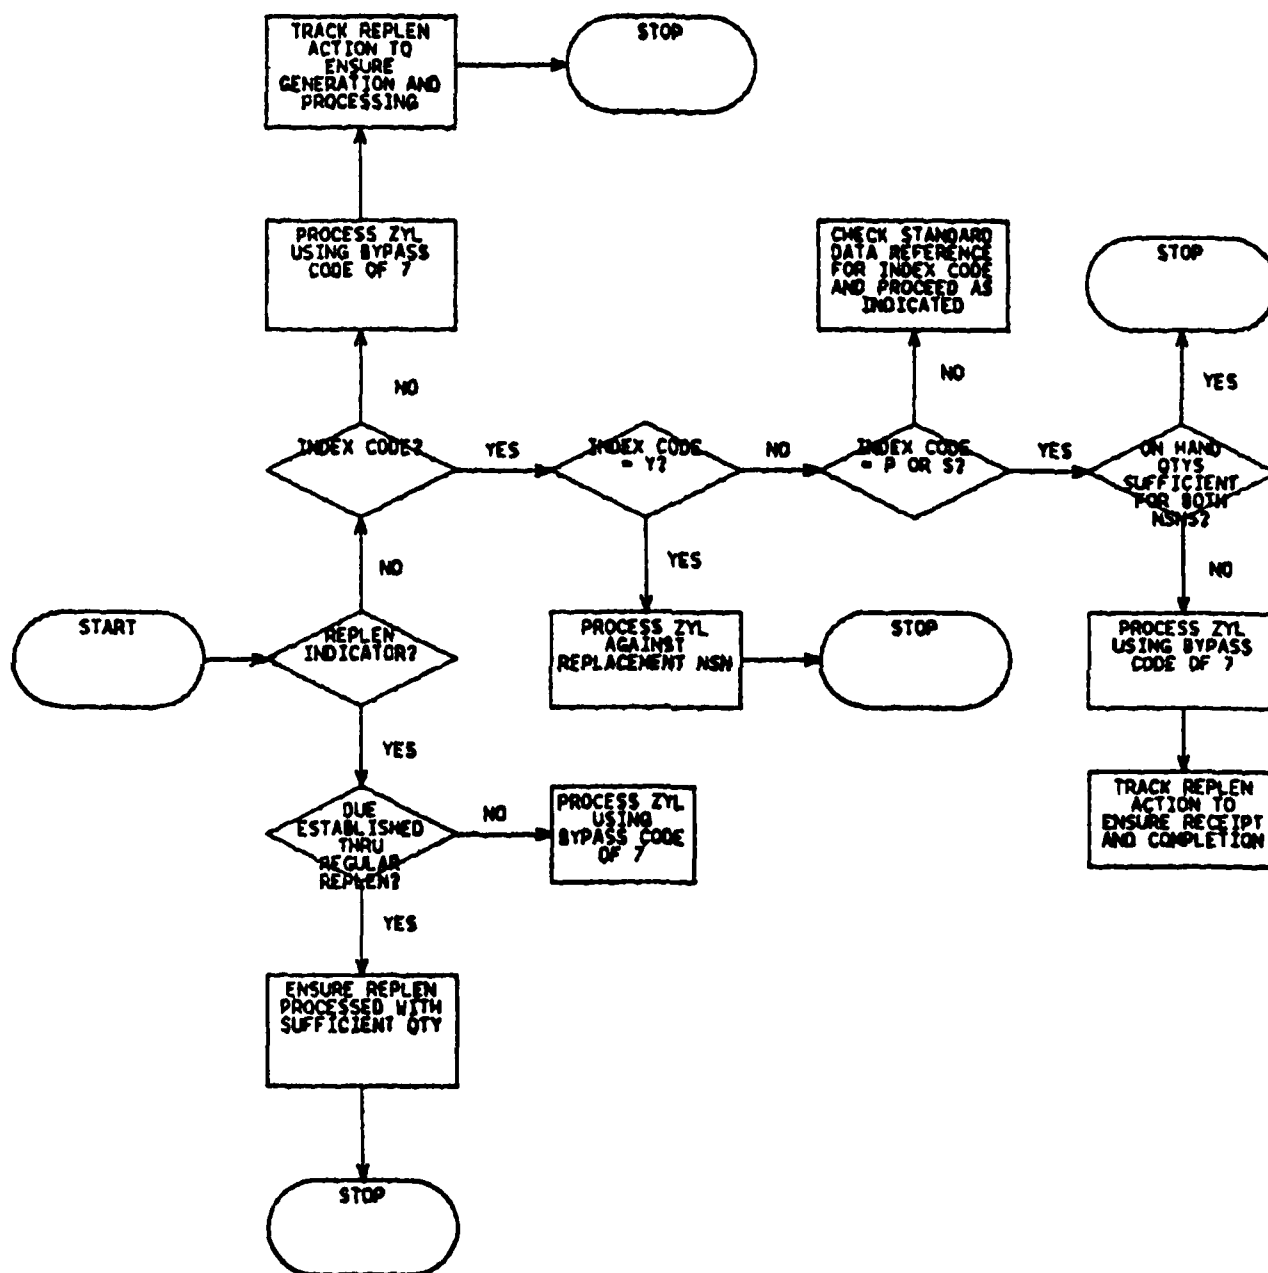 TRACK REPLEN
ACTION TO
ENSURE
GENERATION AND
PROCESSING
STOP
PROCESS ZYL
USING BYPASS
CODE OF 7
CHECK STANDARD
DATA REFERENCE
FOR INDEX CODE
AND PROCEED AS
INDICATED
STOP
NO
NO
YES
INDEX CODE?
YES
INDEX CODE
= Y?
NO
INDEX CODE
= P OR S?
YES
ON HAND
QTYS
SUFFICIENT
FOR BOTH
NSNS?
NO
YES
NO
START
REPLEN
INDICATOR?
PROCESS ZYL
AGAINST
REPLACEMENT NSN
STOP
PROCESS ZYL
USING BYPASS
CODE OF 7
YES
DUE
ESTABLISHED
THRU
REGULAR
REPLEN?
NO
PROCESS ZYL
USING
BYPASS CODE
OF 7
TRACK REPLEN
ACTION TO
ENSURE RECEIPT
AND COMPLETION
YES
ENSURE REPLEN
PROCESSED WITH
SUFFICIENT QTY
STOP